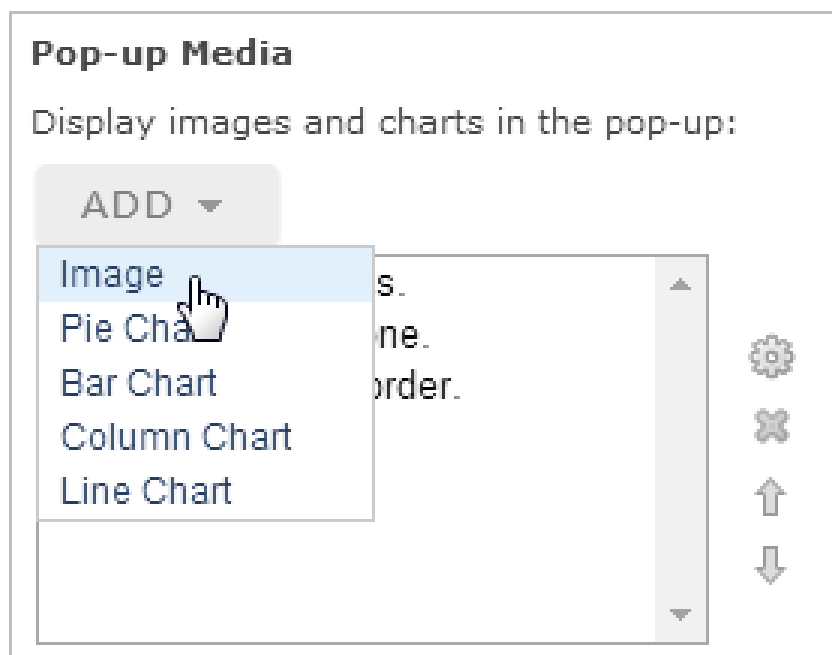 Pop-up Media
Display images and charts in the pop-up:
ADD
Image
s.
Pie Cha
ne.
Bar Chart
order.
Column Chart
Line Chart